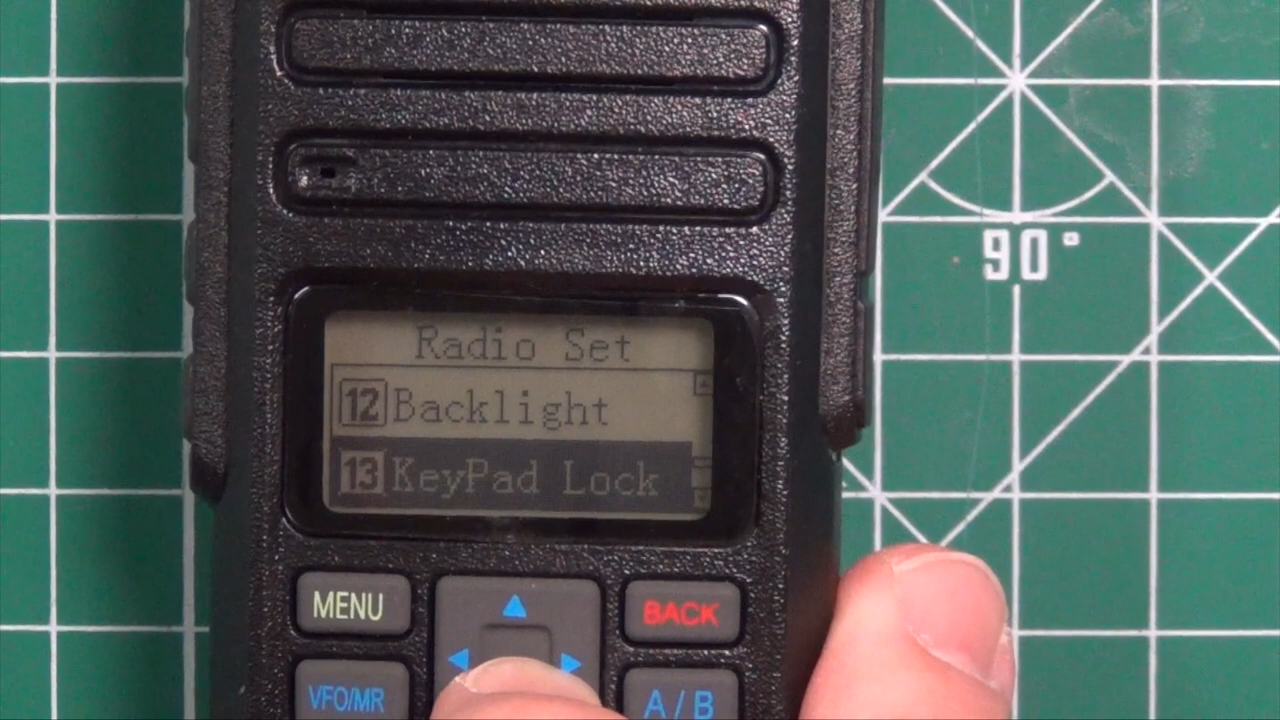 90°
Radio Set
12 Backlight
13 KeyPad Lock
MENU
BACK
VFO/MR
A/B